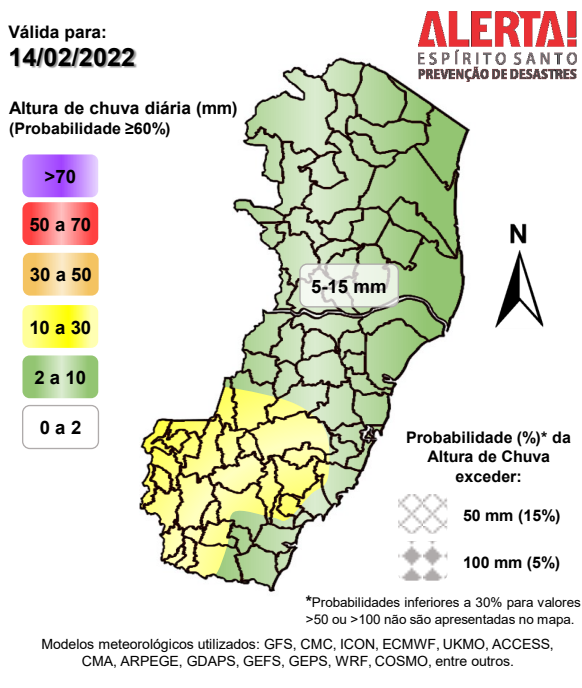 Válida para:
14/02/2022
ALERTA!
ESPÍRITO SANTO
PREVENÇÃO DE DESASTRES
Altura de chuva diária (mm)
(Probabilidade ≥60%)
>70
50 a 70
30 a 50
10 a 30
2 a 10
0 a 2
5-15 mm
N
Probabilidade (%)* da
Altura de Chuva
exceder:
50 mm (15%)
100 mm (5%)
*Probabilidades inferiores a 30% para valores
>50 ou >100 não são apresentadas no mapa.
Modelos meteorológicos utilizados: GFS, CMC, ICON, ECMWF, UKMO, ACCESS,
CMA, ARPEGE, GDAPS, GEFS, GEPS, WRF, COSMO, entre outros.